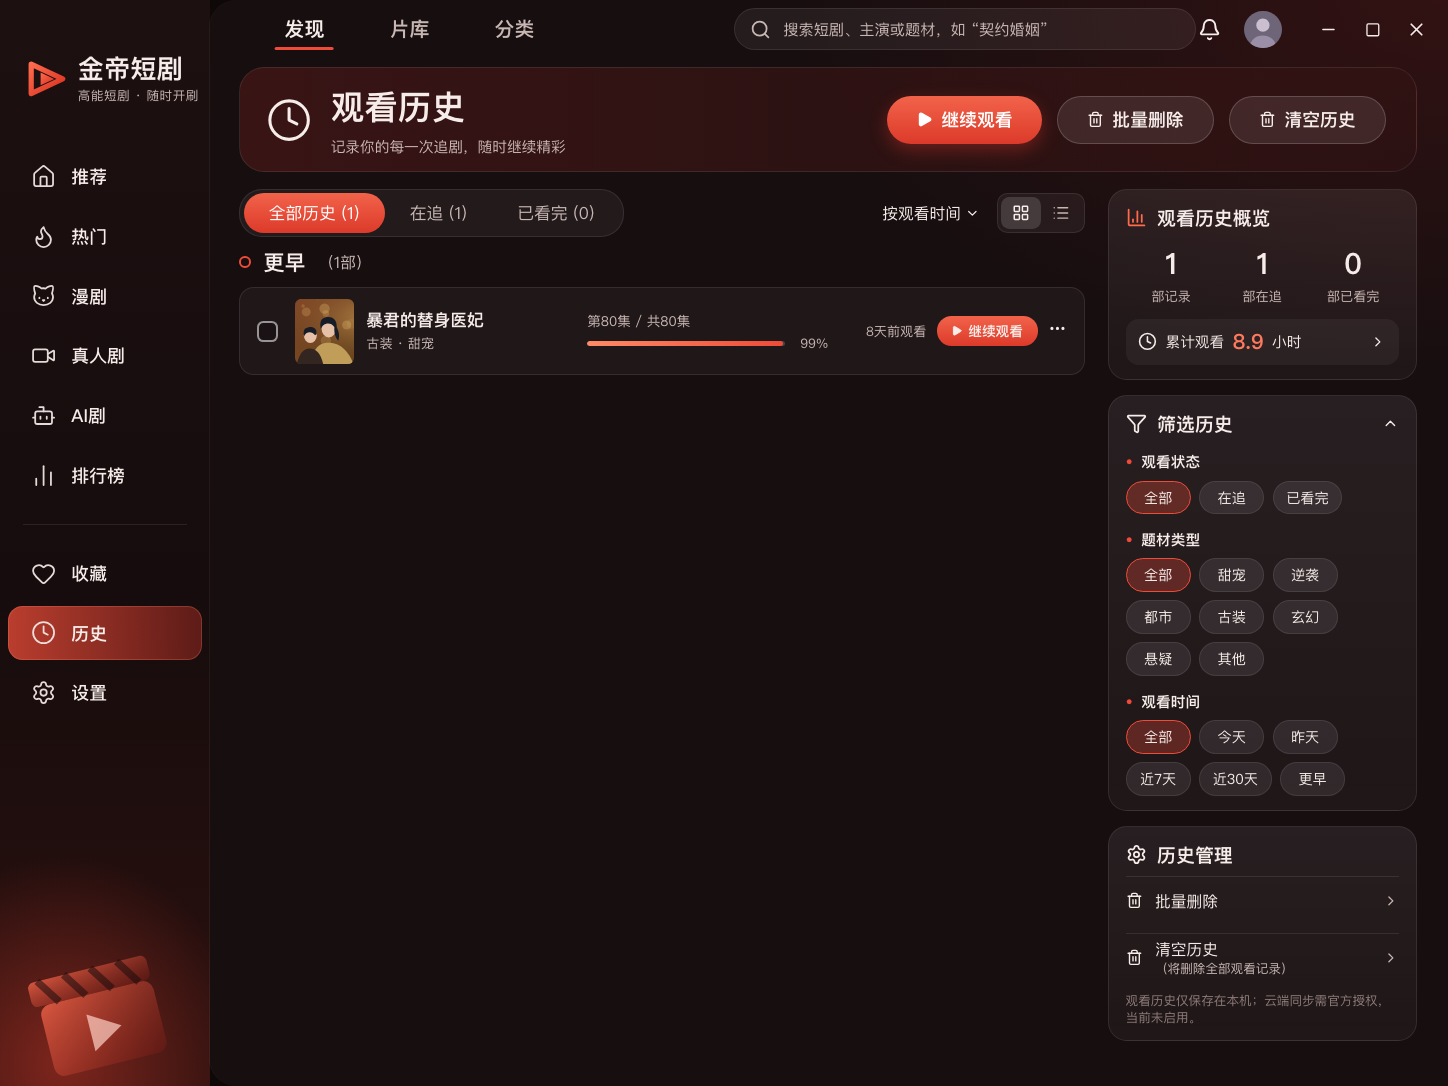 金帝短剧
高能短剧 · 随时开刷
推荐
热门
漫剧
真人剧
AI剧
排行榜
收藏
历史
设置
发现 片库 分类
搜索短剧、主演或题材，如 “契约婚姻”
观看历史
记录你的每一次追剧，随时继续精彩
继续观看 批量删除 清空历史
全部历史 (1) 在追 (1) 已看完 (0)
按观看时间
更早 (1部)
暴君的替身医妃
古装 · 甜宠
第80集 / 共80集
99%
8天前观看
继续观看
观看历史概览
1 1 0
部记录 部在追 部已看完
累计观看 8.9 小时
筛选历史
观看状态
全部 在追 已看完
题材类型
全部 甜宠 逆袭
都市 古装 玄幻
悬疑 其他
观看时间
全部 今天 昨天
近7天 近30天 更早
历史管理
批量删除
清空历史
（将删除全部观看记录）
观看历史仅保存在本机；云端同步需官方授权，
当前未启用。